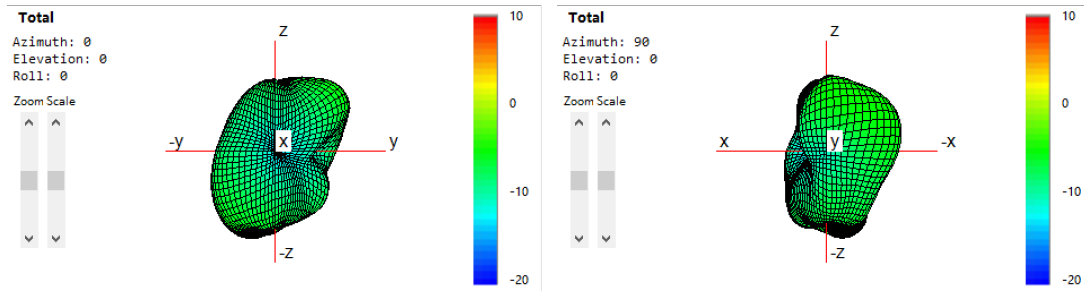 Total
Azimuth: 0
Elevation: 0
Roll: 0
Zoom Scale
Z
-y
x
y
-Z
10
0
-10
-20
Total
Azimuth: 90
Elevation: 0
Roll: 0
Zoom Scale
Z
x
y
-x
-Z
10
0
-10
-20